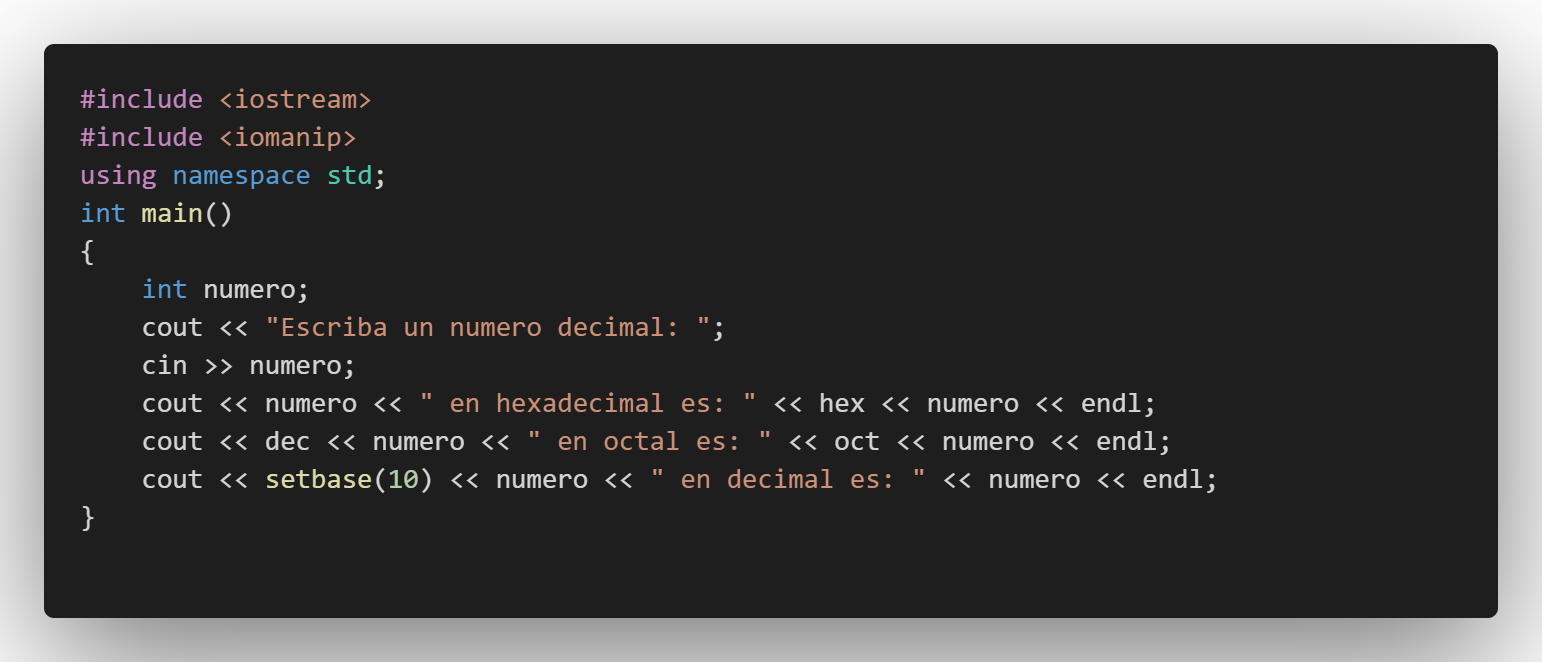 #include <iostream>
#include <iomanip>
using namespace std;
int main()
{
    int numero;
    cout << "Escriba un numero decimal: ";
    cin >> numero;
    cout << numero << " en hexadecimal es: " << hex << numero << endl;
    cout << dec << numero << " en octal es: " << oct << numero << endl;
    cout << setbase(10) << numero << " en decimal es: " << numero << endl;
}